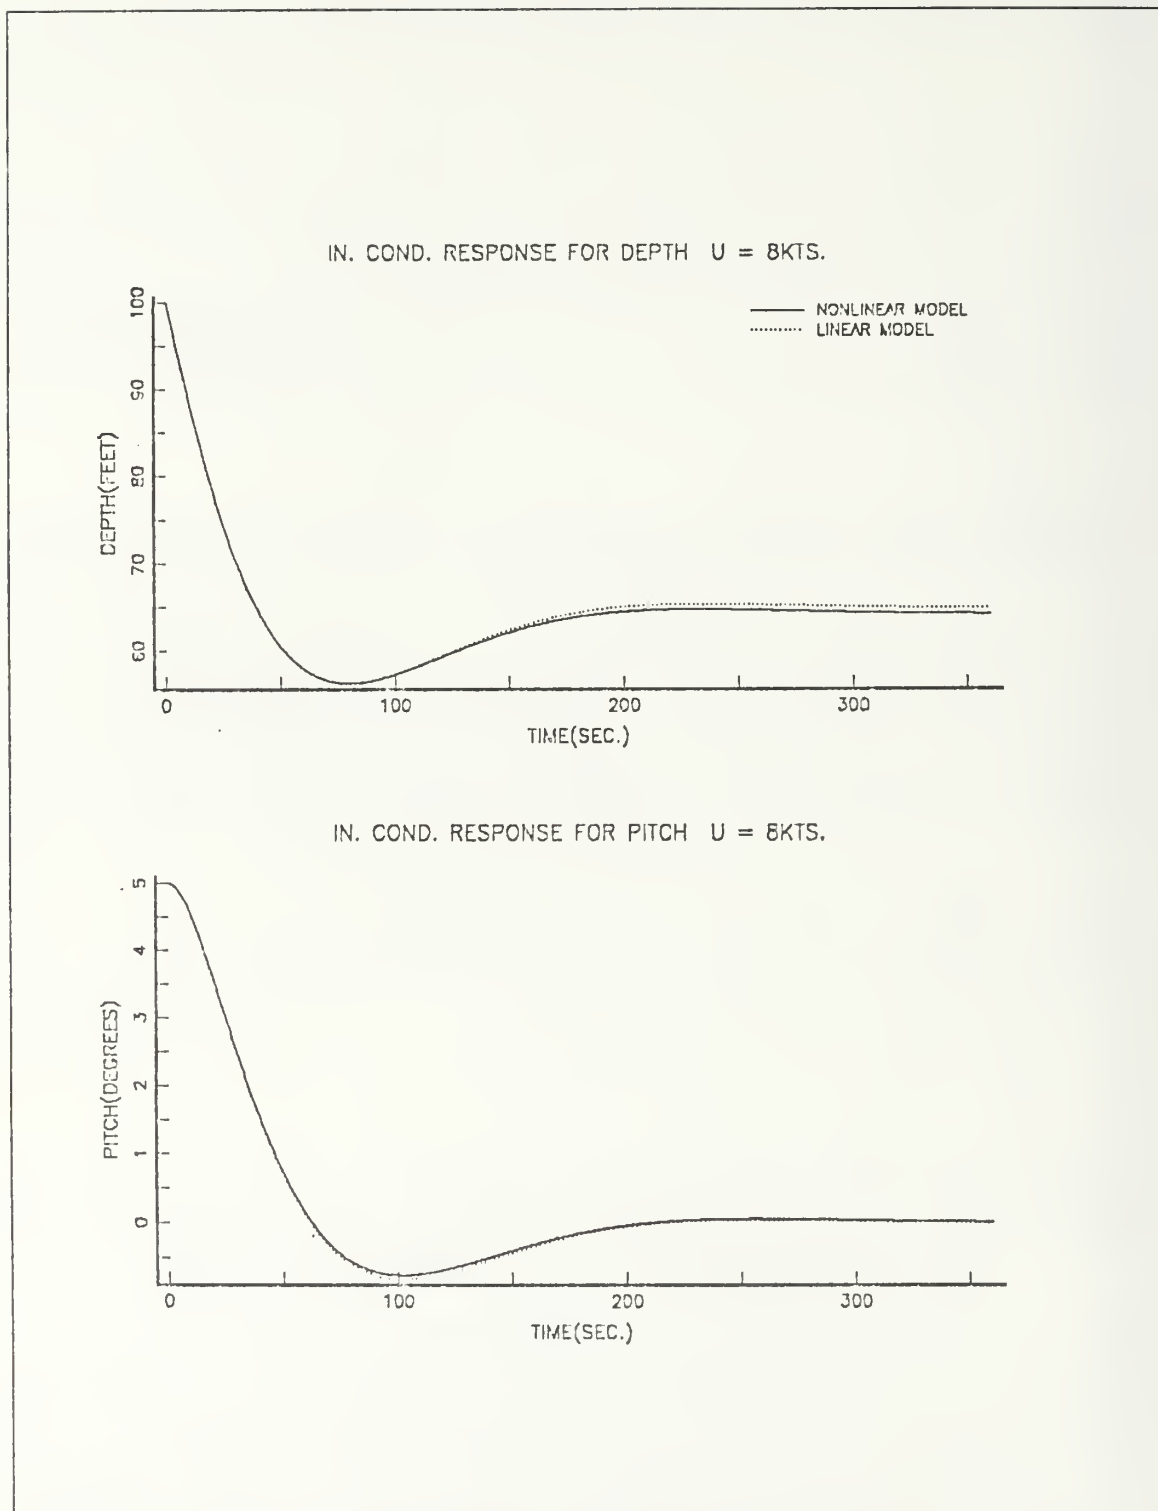 IN. COND. RESPONSE FOR DEPTH U = 8KTS.
NONLINEAR MODEL
LINEAR MODEL
DEPTH(FEET)
100
90
80
70
60
0 100 200 300
TIME(SEC.)
IN. COND. RESPONSE FOR PITCH U = 8KTS.
PITCH(DEGREES)
5
4
3
2
1
0
0 100 200 300
TIME(SEC.)